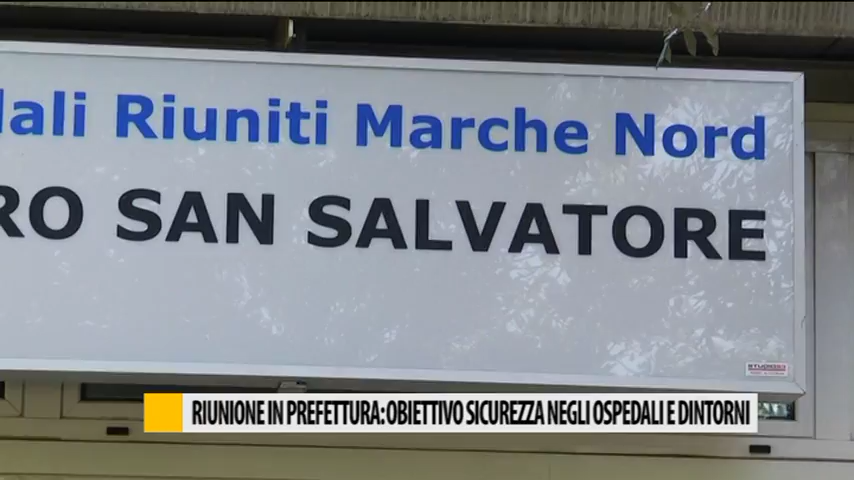 dali Riuniti Marche Nord
RO SAN SALVATORE
RIUNIONE IN PREFETTURA: OBIETTIVO SICUREZZA NEGLI OSPEDALI E DINTORNI